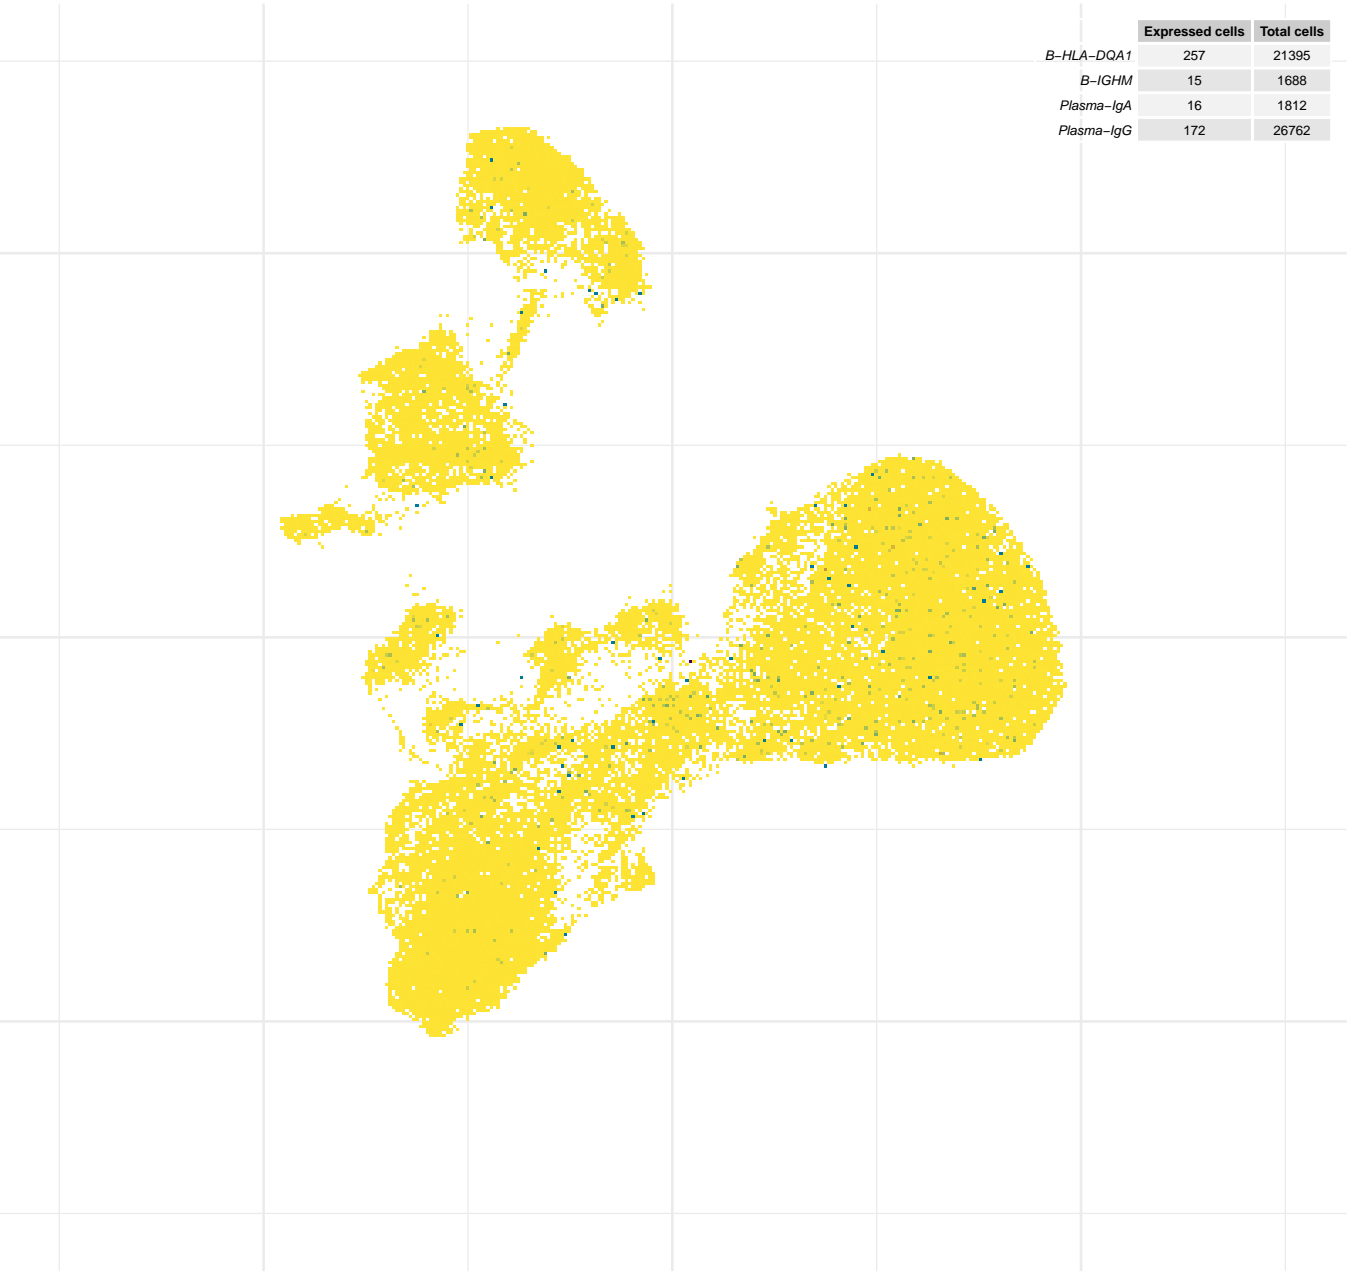 Expressed cells Total cells
B−HLA−DQA1 257 21395
B−IGHM 15 1688
Plasma−IgA 16 1812
Plasma−IgG 172 26762